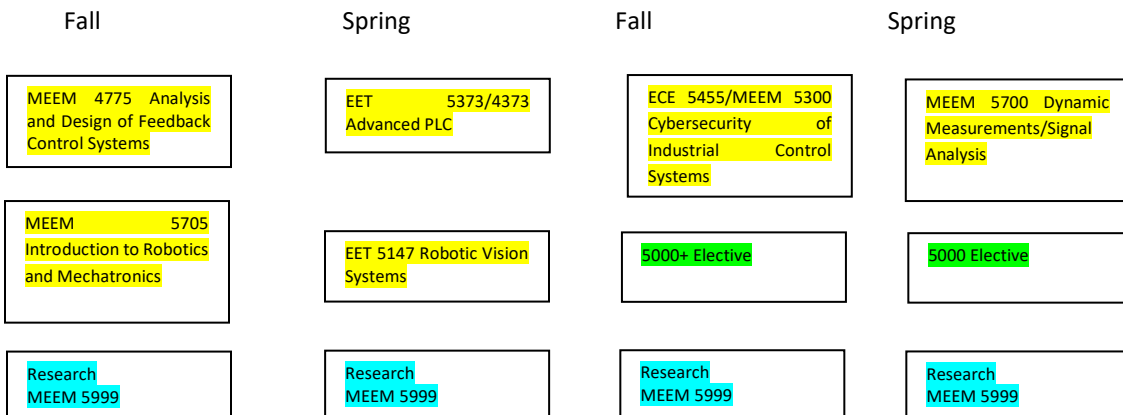 Fall Spring Fall Spring
MEEM 4775 Analysis
and Design of Feedback
Control Systems
EET 5373/4373
Advanced PLC
ECE 5455/MEEM 5300
Cybersecurity of
Industrial Control
Systems
MEEM 5700 Dynamic
Measurements/Signal
Analysis
MEEM 5705
Introduction to Robotics
and Mechatronics
EET 5147 Robotic Vision
Systems
5000+ Elective
5000 Elective
Research
MEEM 5999
Research
MEEM 5999
Research
MEEM 5999
Research
MEEM 5999